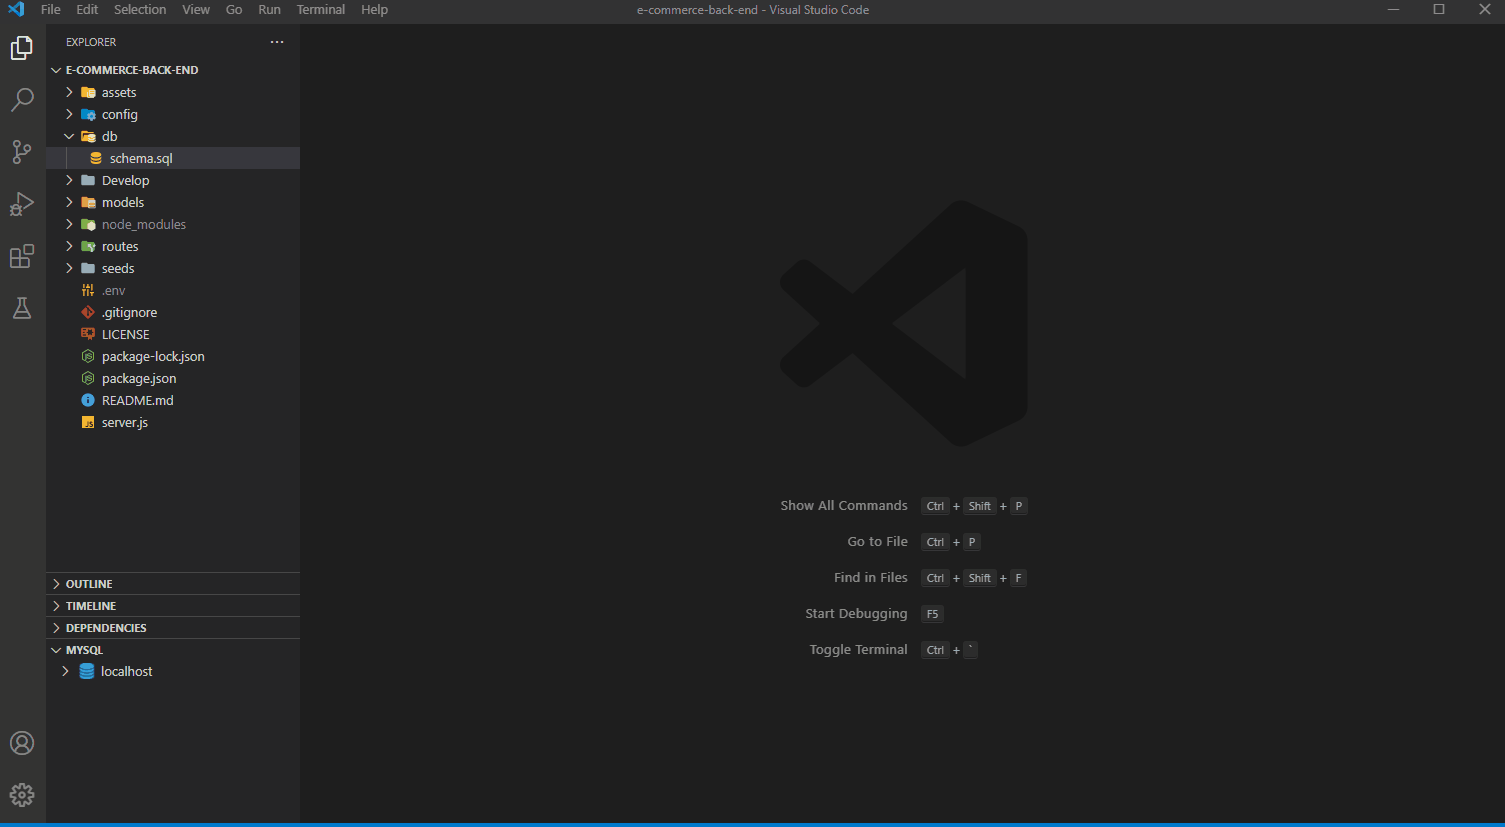 File Edit Selection View Go Run Terminal Help e-commerce-back-end - Visual Studio Code
EXPLORER ...
E-COMMERCE-BACK-END
assets
config
db
schema.sql
Develop
models
node_modules
routes
seeds
.env
.gitignore
LICENSE
package-lock.json
package.json
README.md
JS server.js
Show All Commands Ctrl + Shift + P
Go to File Ctrl + P
Find in Files Ctrl + Shift + F
Start Debugging F5
Toggle Terminal Ctrl + `
OUTLINE
TIMELINE
DEPENDENCIES
MYSQL
localhost